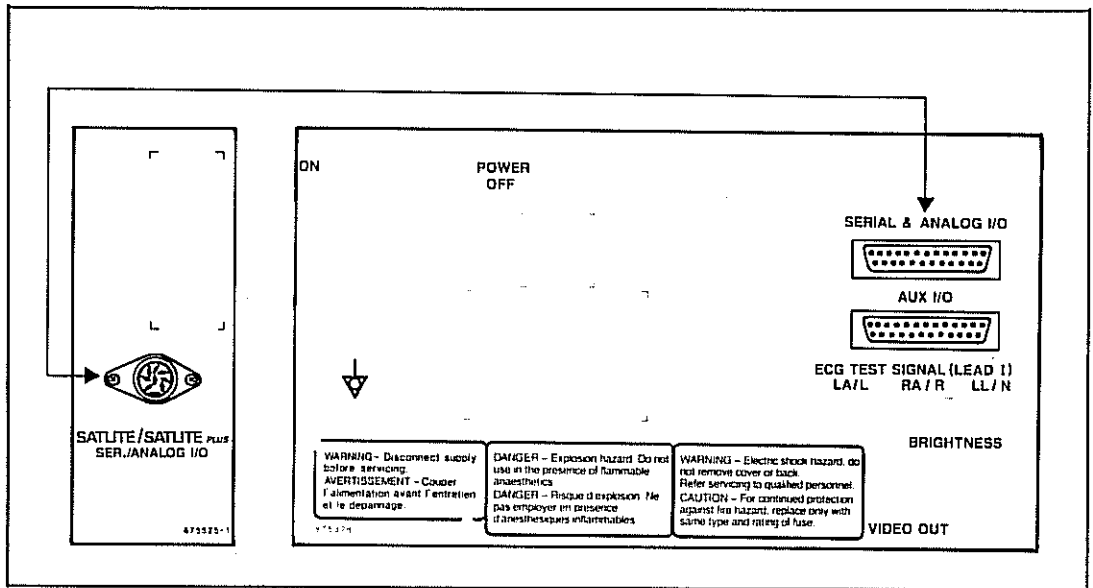 ON
POWER
OFF
SERIAL & ANALOG I/O
AUX I/O
ECG TEST SIGNAL (LEAD I)
LA/L RA/R LL/N
BRIGHTNESS
VIDEO OUT
SATLITE/SATLITE PLUS
SER./ANALOG I/O
475525-1
WARNING - Disconnect supply
before servicing.
AVERTISSEMENT - Couper
l'alimentation avant l'entretien
et le depannage.
DANGER - Explosion hazard. Do not
use in the presence of flammable
anaesthetics
DANGER - Risque d'explosion. Ne
pas employer en presence
d'anesthesiques inflammables
WARNING - Electric shock hazard, do
not remove cover or back.
Refer servicing to qualified personnel.
CAUTION - For continued protection
against fire hazard, replace only with
same type and rating of fuse.